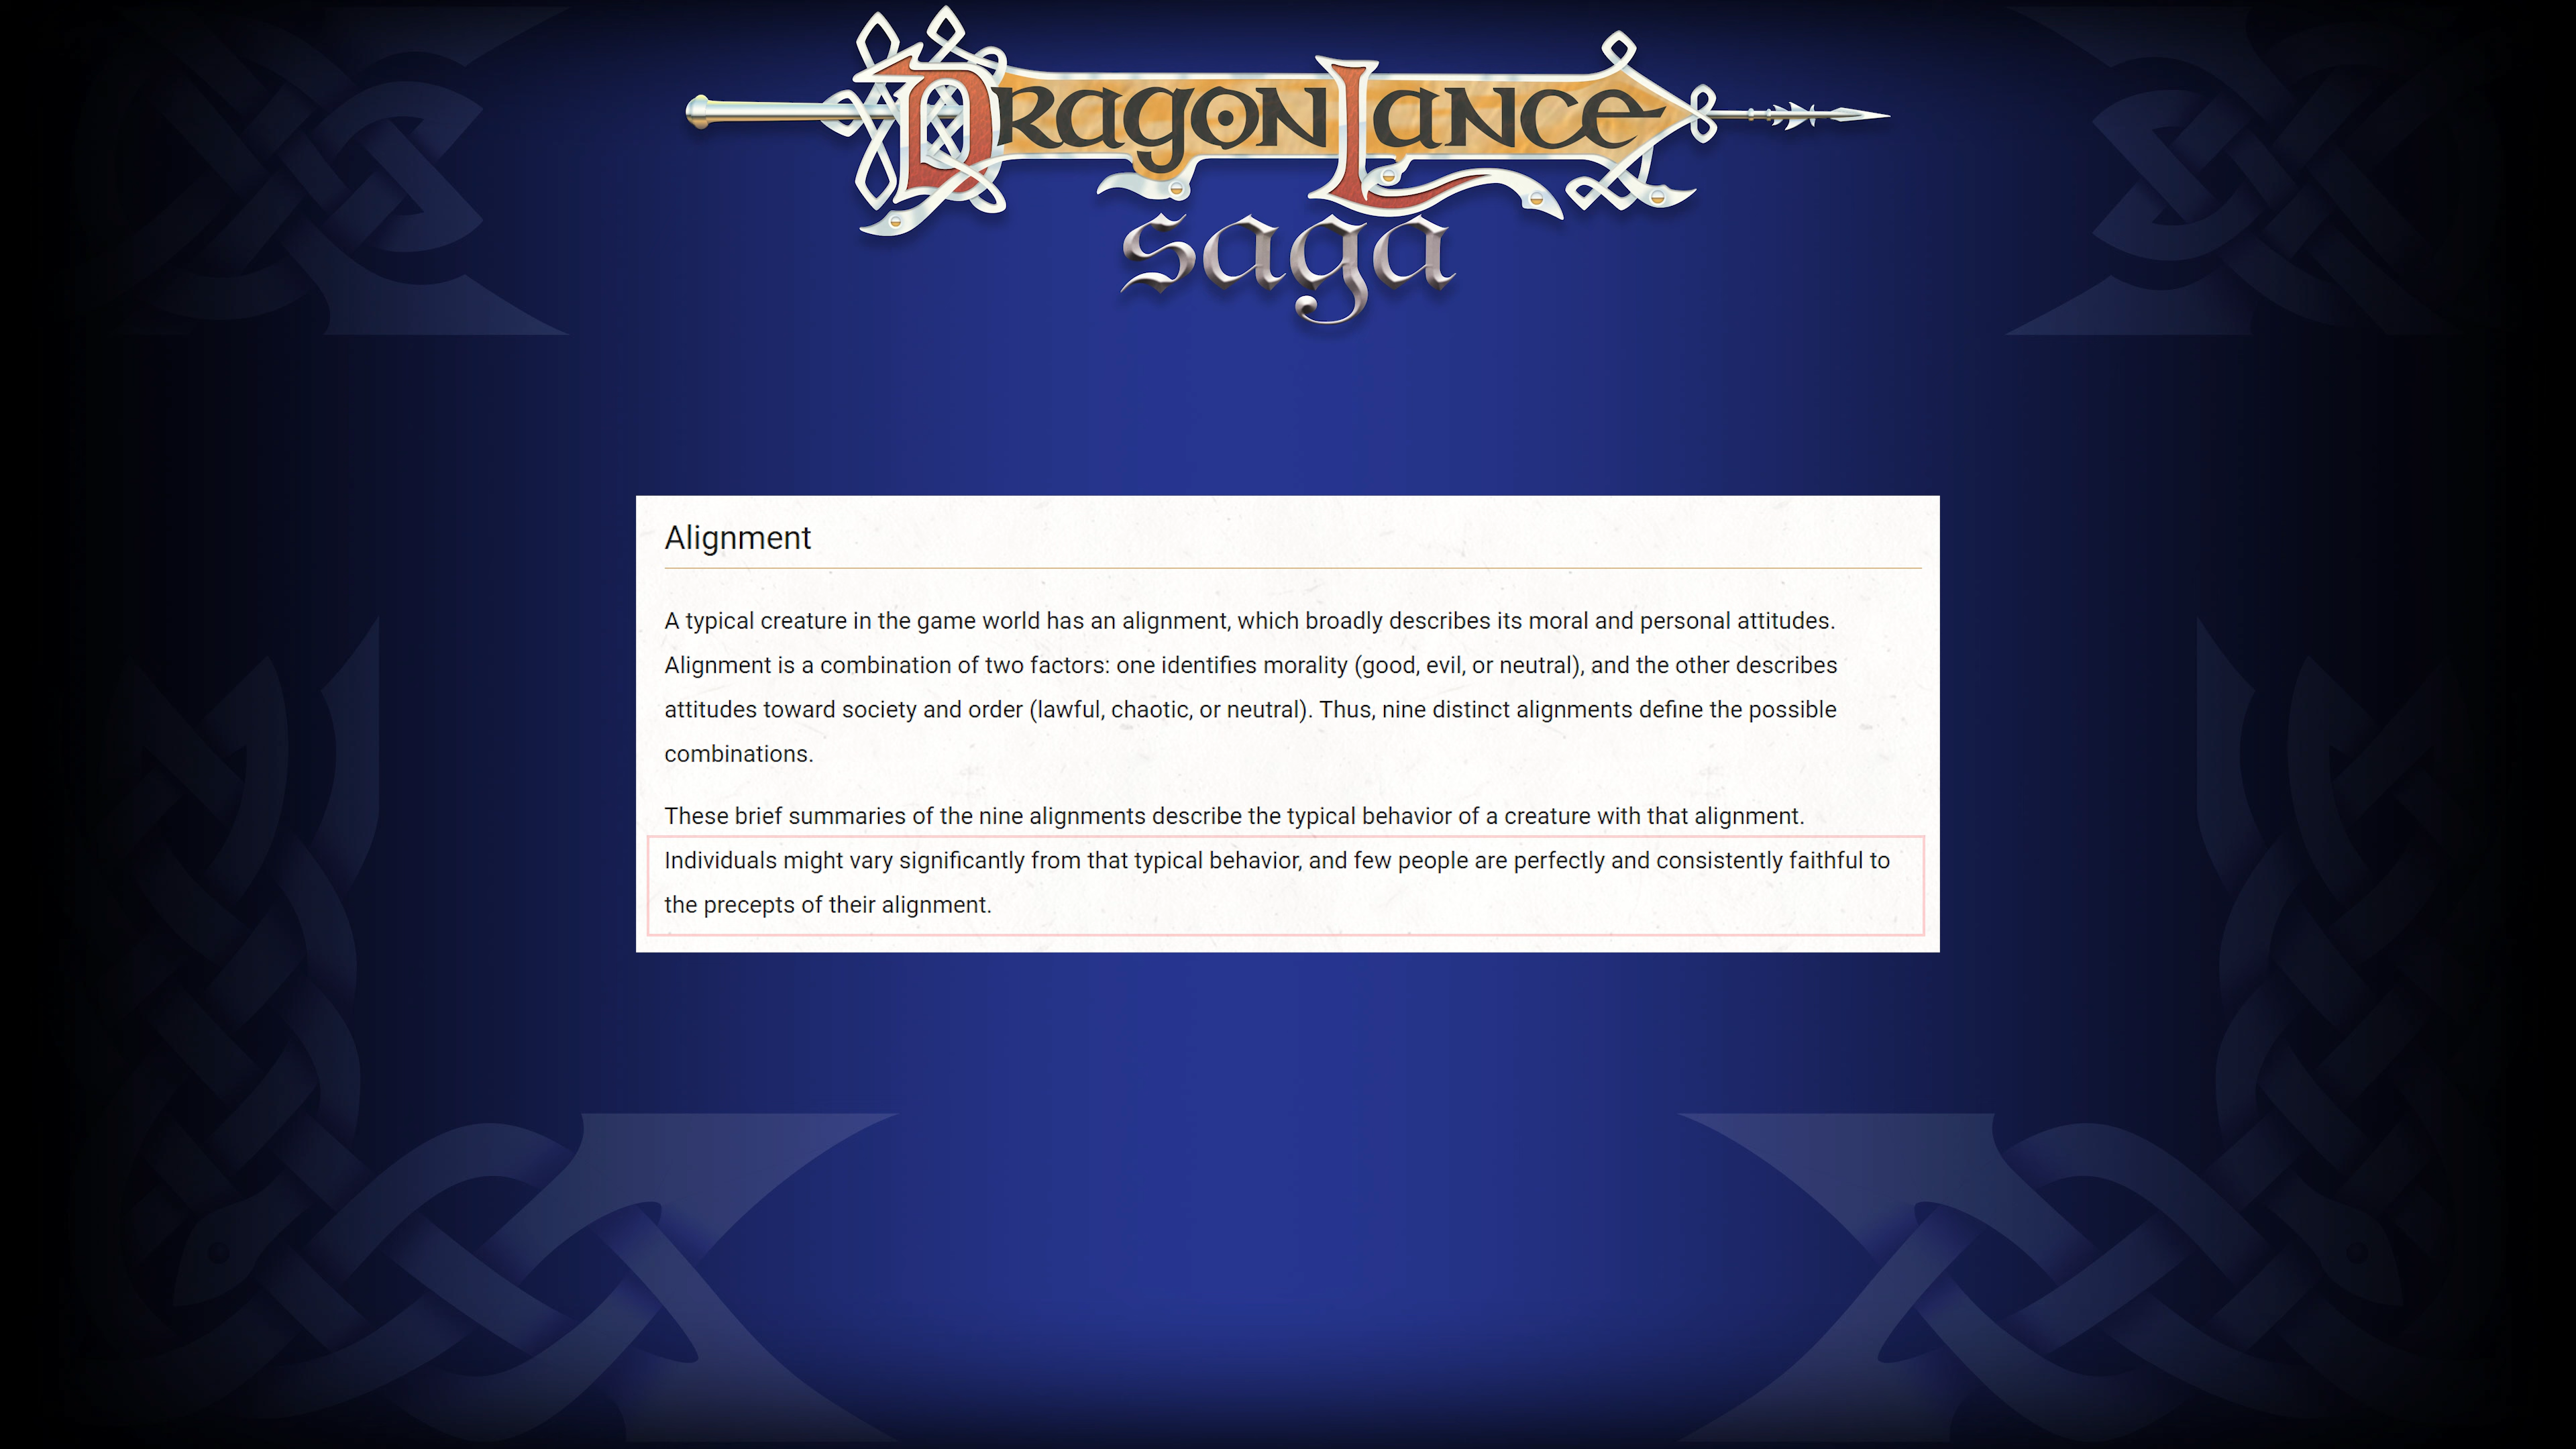 DragonLance
saga
Alignment
A typical creature in the game world has an alignment, which broadly describes its moral and personal attitudes.
Alignment is a combination of two factors: one identifies morality (good, evil, or neutral), and the other describes
attitudes toward society and order (lawful, chaotic, or neutral). Thus, nine distinct alignments define the possible
combinations.
These brief summaries of the nine alignments describe the typical behavior of a creature with that alignment.
Individuals might vary significantly from that typical behavior, and few people are perfectly and consistently faithful to
the precepts of their alignment.